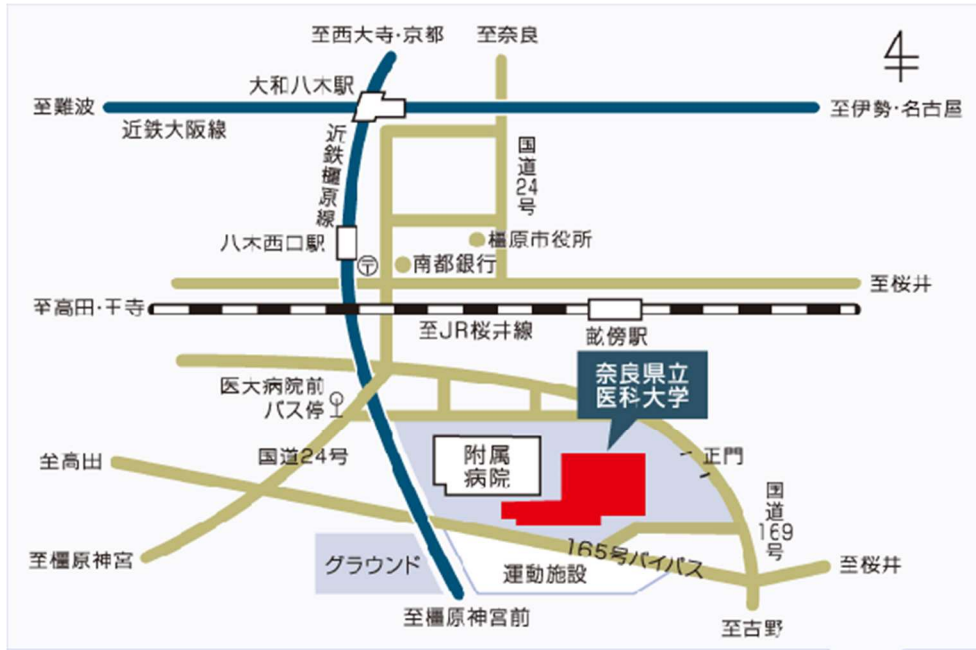 至西大寺・京都
至奈良
大和八木駅
至難波
至伊勢・名古屋
近鉄大阪線
近鉄橿原線
国道24号
八木西口駅
橿原市役所
〒
南都銀行
至桜井
至高田・王寺
至JR桜井線
畝傍駅
奈良県立
医科大学
医大病院前
バス停
国道24号
至高田
附属
病院
正門
国道169号
165号バイパス
至橿原神宮
グラウンド
運動施設
至桜井
至橿原神宮前
至吉野